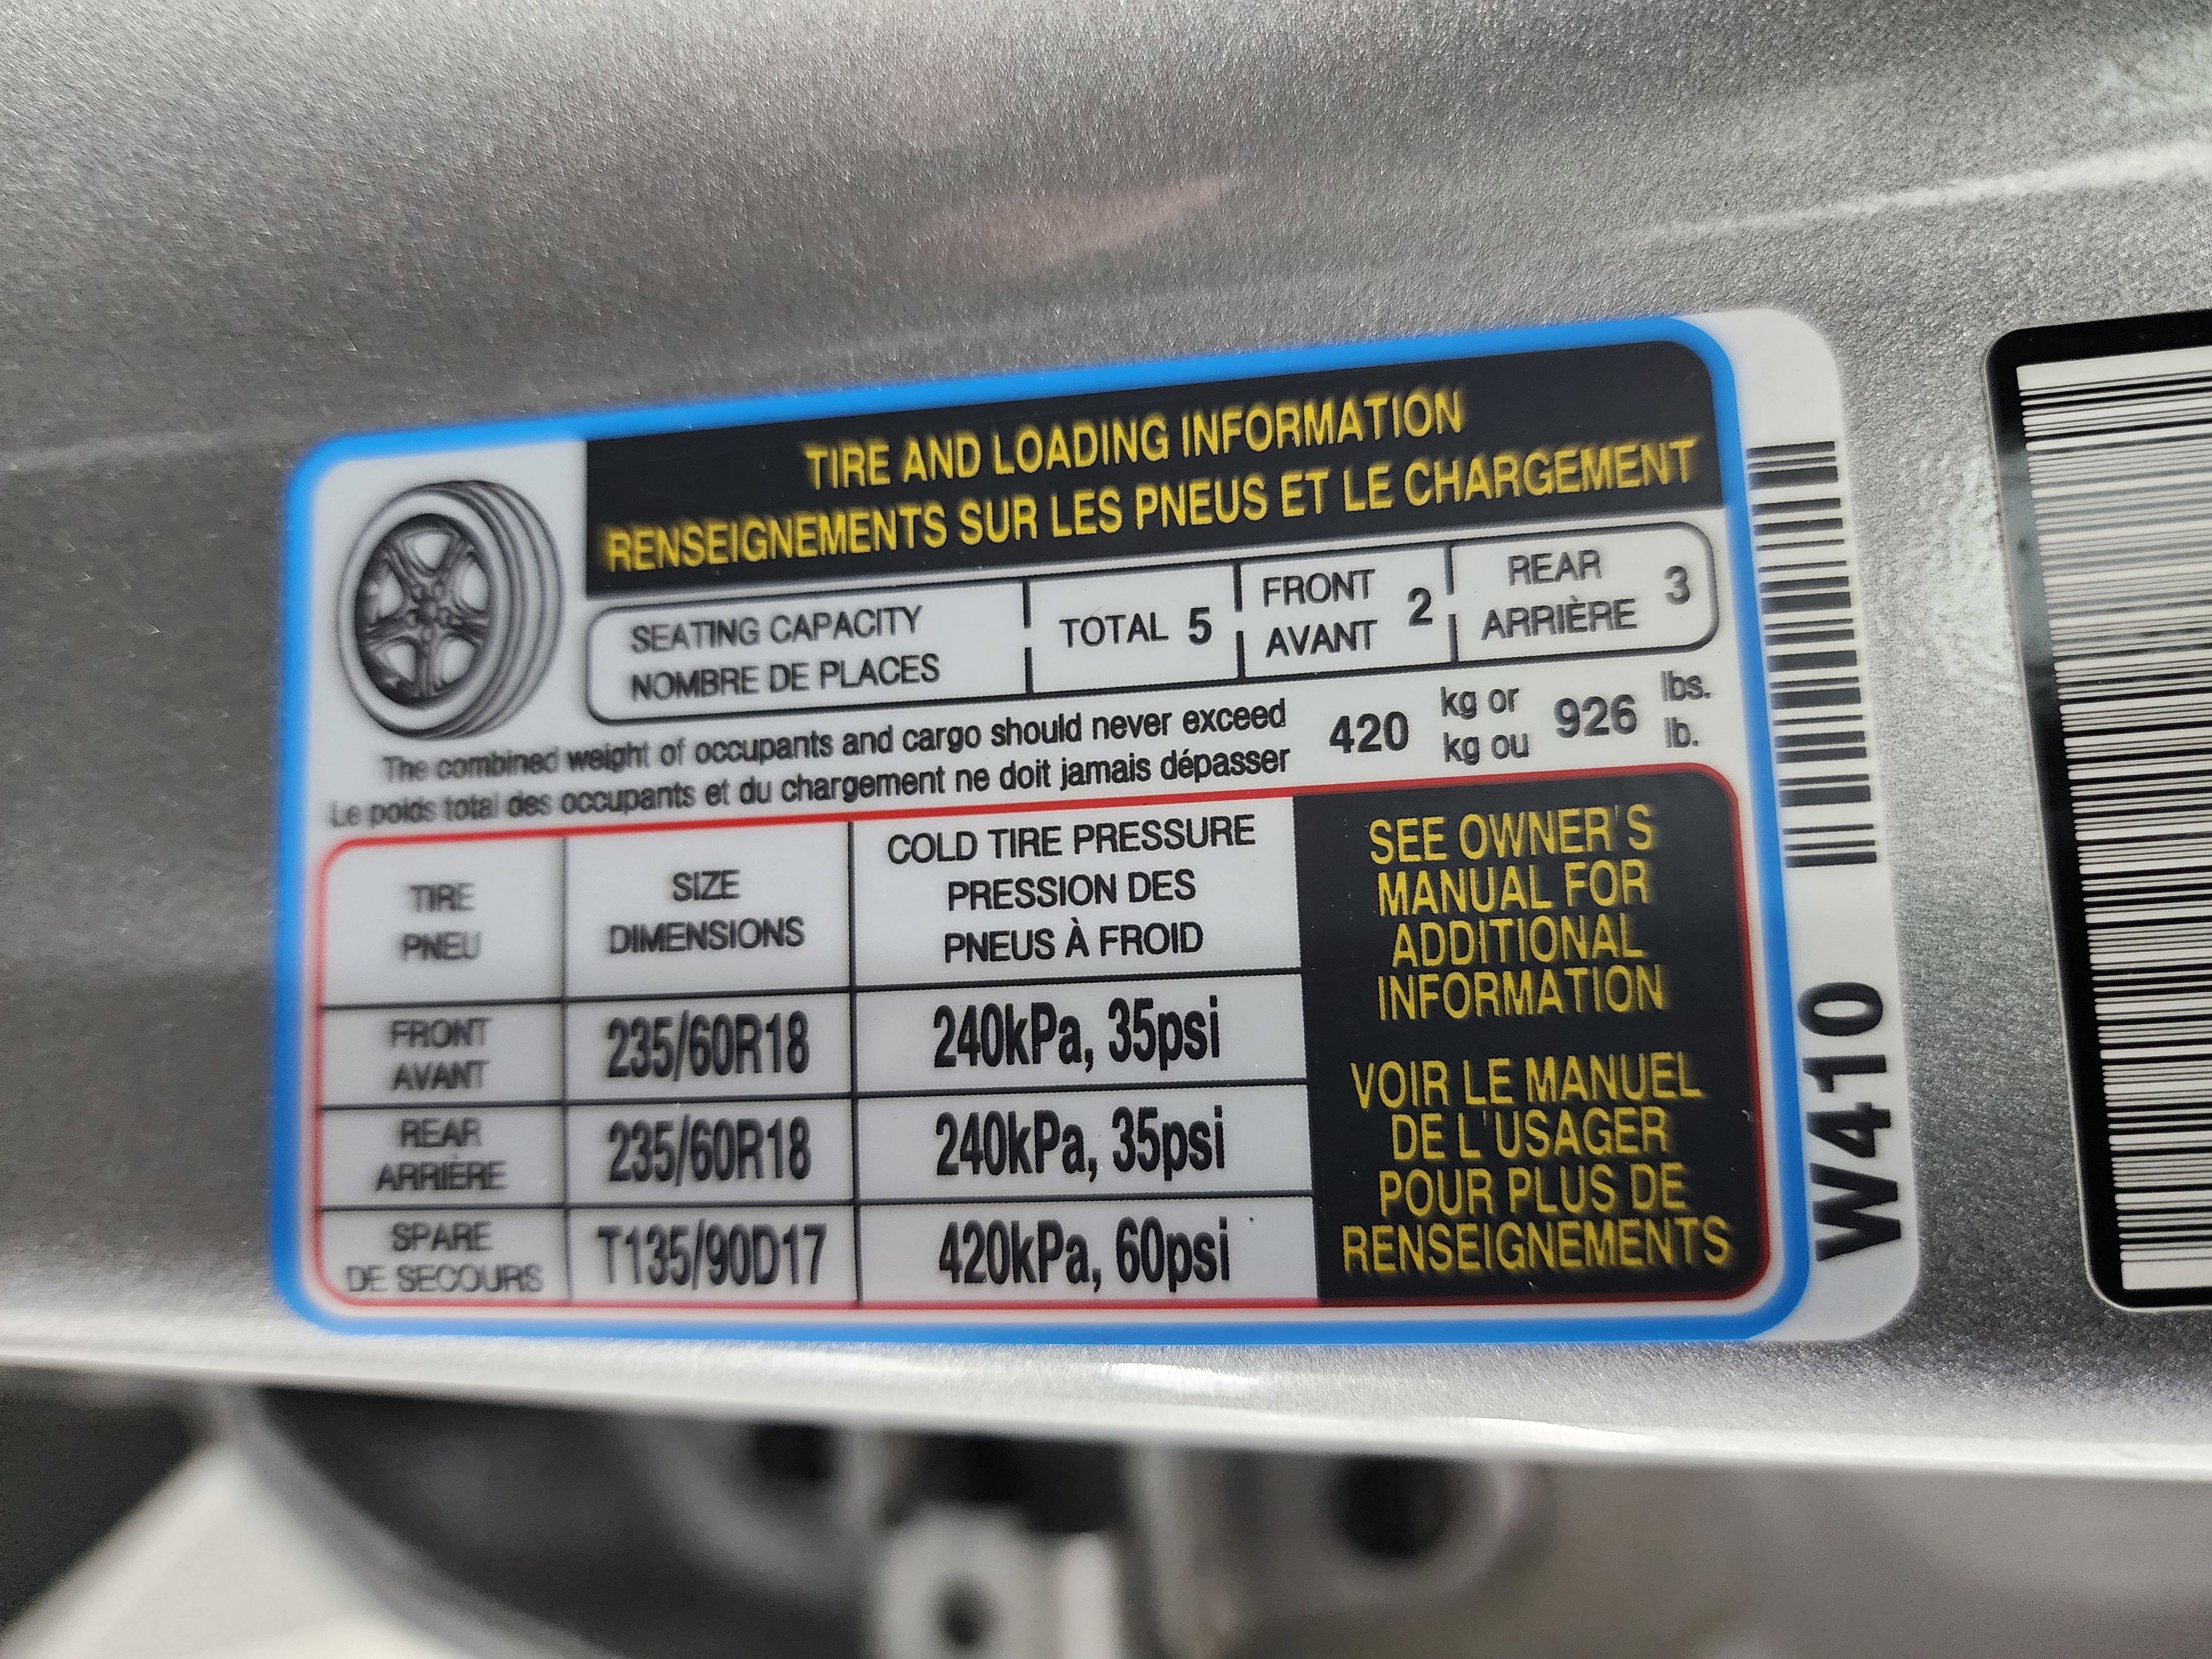 TIRE AND LOADING INFORMATION
RENSEIGNEMENTS SUR LES PNEUS ET LE CHARGEMENT
SEATING CAPACITY
NOMBRE DE PLACES
TOTAL 5
FRONT
AVANT
2
REAR
ARRIÈRE
3
The combined weight of occupants and cargo should never exceed
Le poids total des occupants et du chargement ne doit jamais dépasser
420
kg or
kg ou
926
lbs.
lb.
TIRE
PNEU
SIZE
DIMENSIONS
COLD TIRE PRESSURE
PRESSION DES
PNEUS À FROID
FRONT
AVANT
235/60R18
240kPa, 35psi
REAR
ARRIÈRE
235/60R18
240kPa, 35psi
SPARE
DE SECOURS
T135/90D17
420kPa, 60psi
SEE OWNER'S
MANUAL FOR
ADDITIONAL
INFORMATION
VOIR LE MANUEL
DE L'USAGER
POUR PLUS DE
RENSEIGNEMENTS
W410